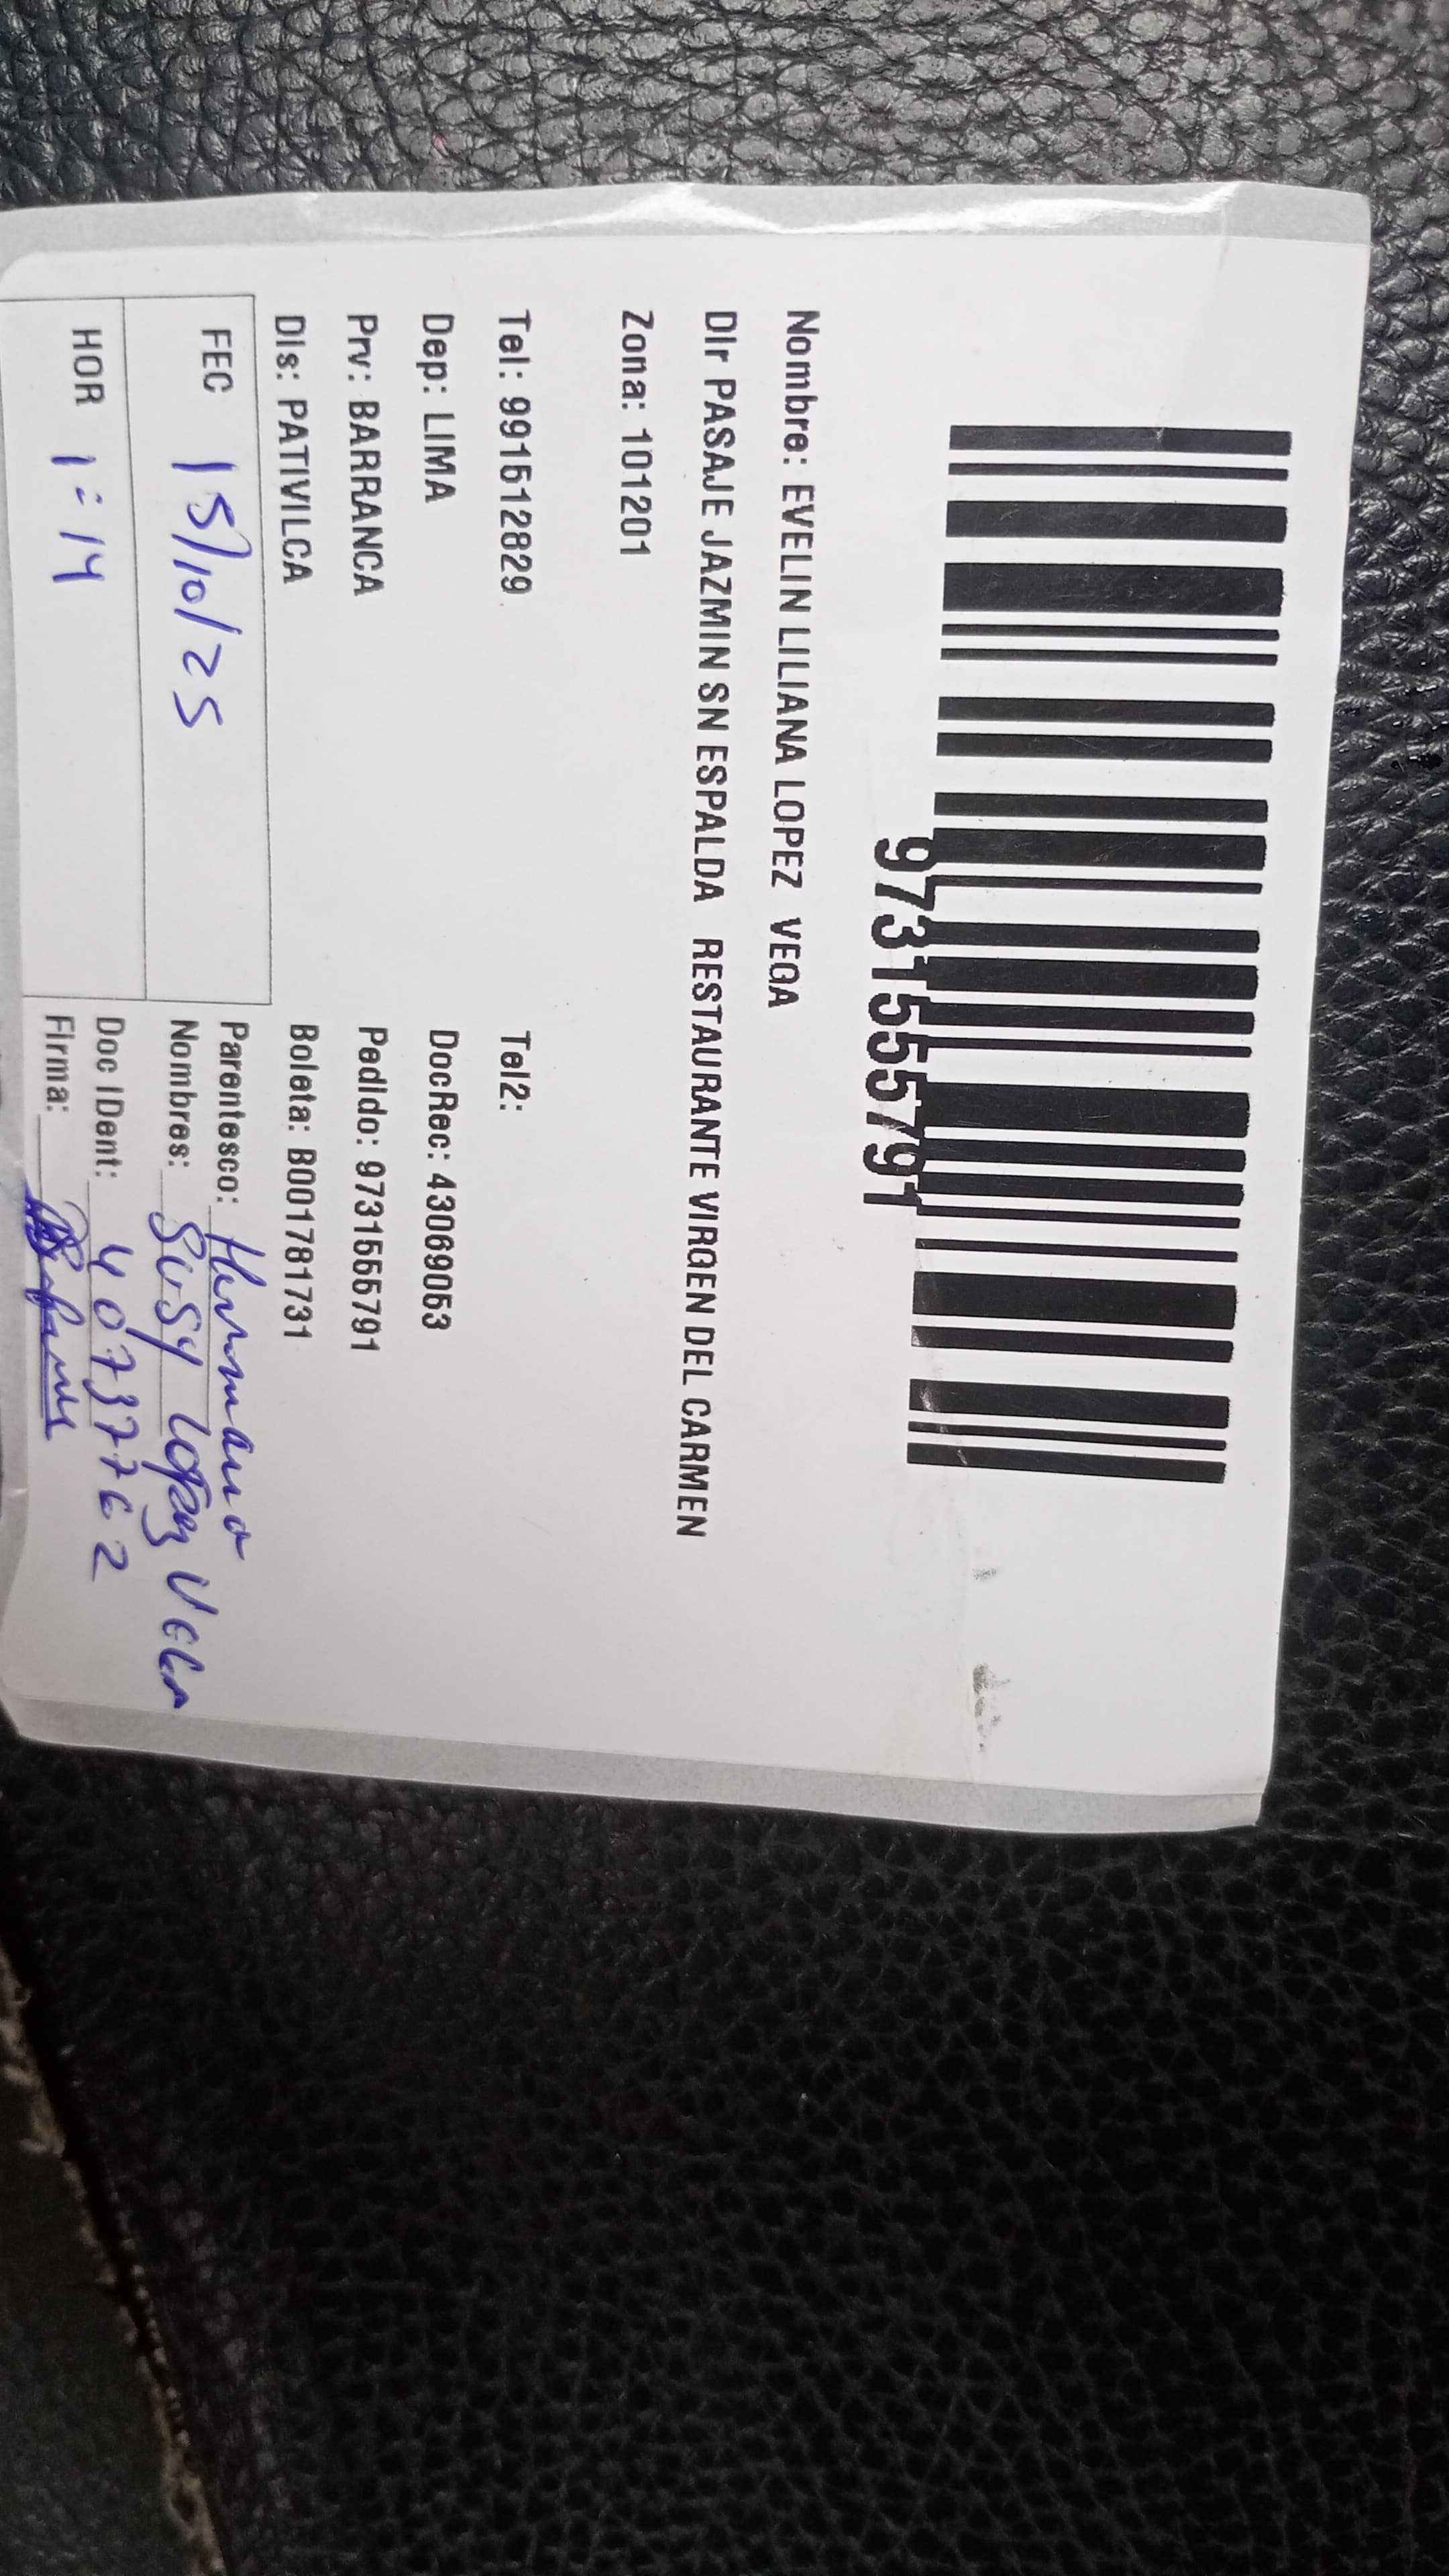 9731555791
Nombre: EVELIN LILIANA LOPEZ VEGA
Dir PASAJE JAZMIN SN ESPALDA RESTAURANTE VIRGEN DEL CARMEN
Zona: 101201
Tel: 991512829 Tel2:
Dep: LIMA DocRec: 43069053
Prv: BARRANCA Pedido: 9731555791
Dis: PATIVILCA Boleta: B001781731
FEC 15/10/25
HOR 1:14
Parentesco: Hermana
Nombres: Susy Lopez VEGA
Doc IDent: 40737762
Firma: